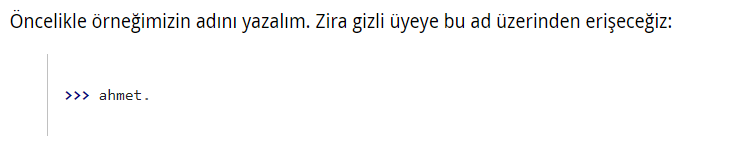 Öncelikle örneğimizin adını yazalım. Zira gizli üyeye bu ad üzerinden erişeceğiz:
>>> ahmet.